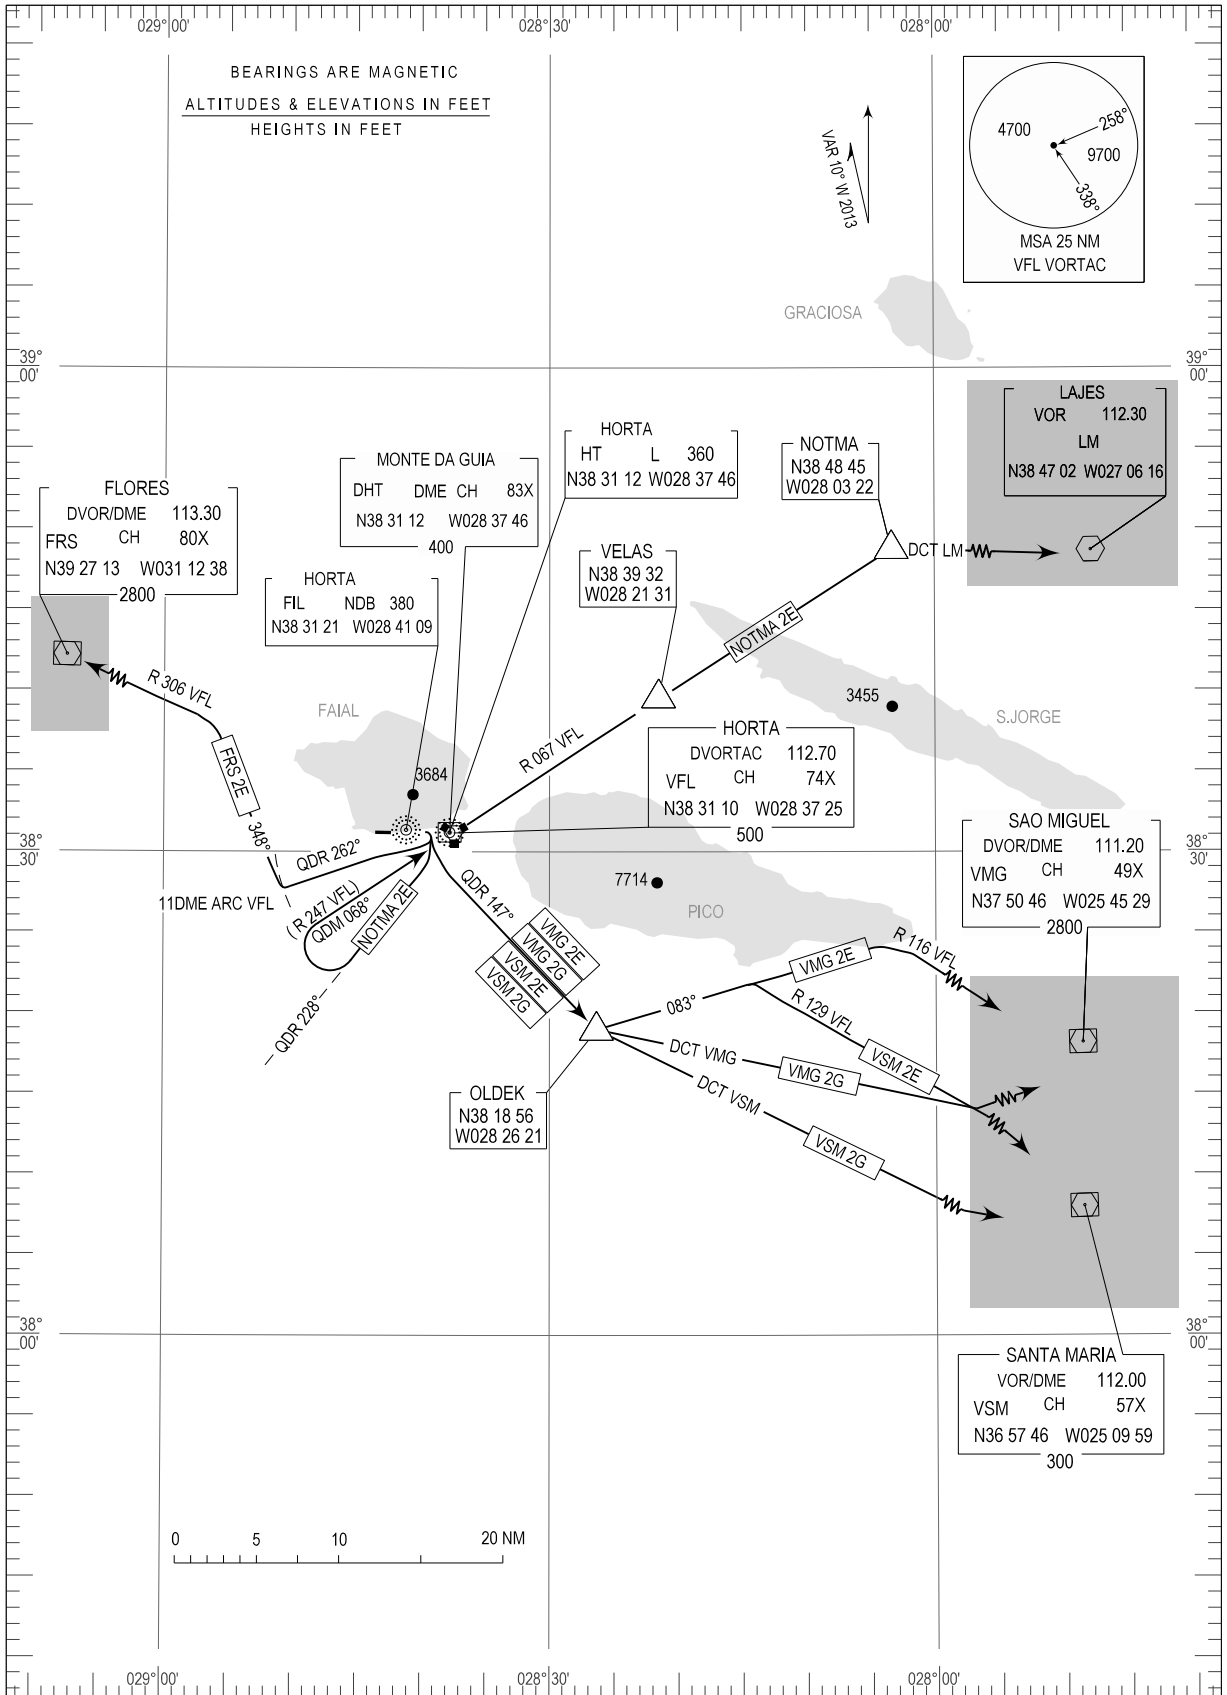 029°00'
028°30'
028°00'
BEARINGS ARE MAGNETIC
ALTITUDES & ELEVATIONS IN FEET
HEIGHTS IN FEET
VAR 10° W 2013
4700
258°
9700
338°
MSA 25 NM
VFL VORTAC
GRACIOSA
39°
00'
39°
00'
LAJES
VOR 112.30
LM
N38 47 02 W027 06 16
HORTA
HT L 360
N38 31 12 W028 37 46
NOTMA
N38 48 45
W028 03 22
MONTE DA GUIA
DHT DME CH 83X
N38 31 12 W028 37 46
400
FLORES
DVOR/DME 113.30
FRS CH 80X
N39 27 13 W031 12 38
2800
VELAS
N38 39 32
W028 21 31
DCT LM
HORTA
FIL NDB 380
N38 31 21 W028 41 09
NOTMA 2E
R 306 VFL
FAIAL
3455
S.JORGE
R 067 VFL
HORTA
DVORTAC 112.70
VFL CH 74X
N38 31 10 W028 37 25
500
FRS 2E
3684
348°
QDR 262°
38°
30'
38°
30'
SAO MIGUEL
DVOR/DME 111.20
VMG CH 49X
N37 50 46 W025 45 29
2800
11DME ARC VFL
(R 247 VFL)
QDM 068°
NOTMA 2E
QDR 147°
7714
PICO
VMG 2E
VMG 2G
VSM 2E
VSM 2G
QDR 228°
083°
VMG 2E
R 116 VFL
R 129 VFL
VSM 2E
DCT VMG
VMG 2G
DCT VSM
VSM 2G
OLDEK
N38 18 56
W028 26 21
38°
00'
38°
00'
SANTA MARIA
VOR/DME 112.00
VSM CH 57X
N36 57 46 W025 09 59
300
0 5 10 20 NM
029°00'
028°30'
028°00'